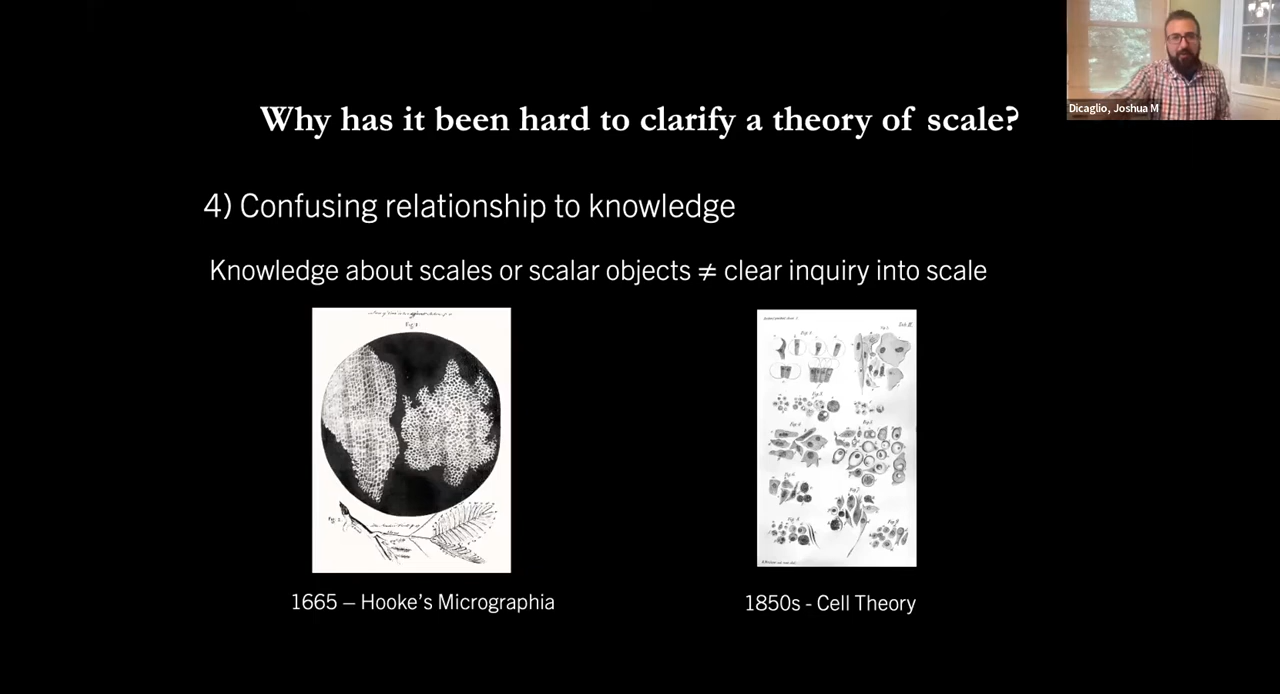 Why has it been hard to clarify a theory of scale?
Dicaglio, Joshua M
4) Confusing relationship to knowledge
Knowledge about scales or scalar objects ≠ clear inquiry into scale
1665 – Hooke’s Micrographia
1850s - Cell Theory